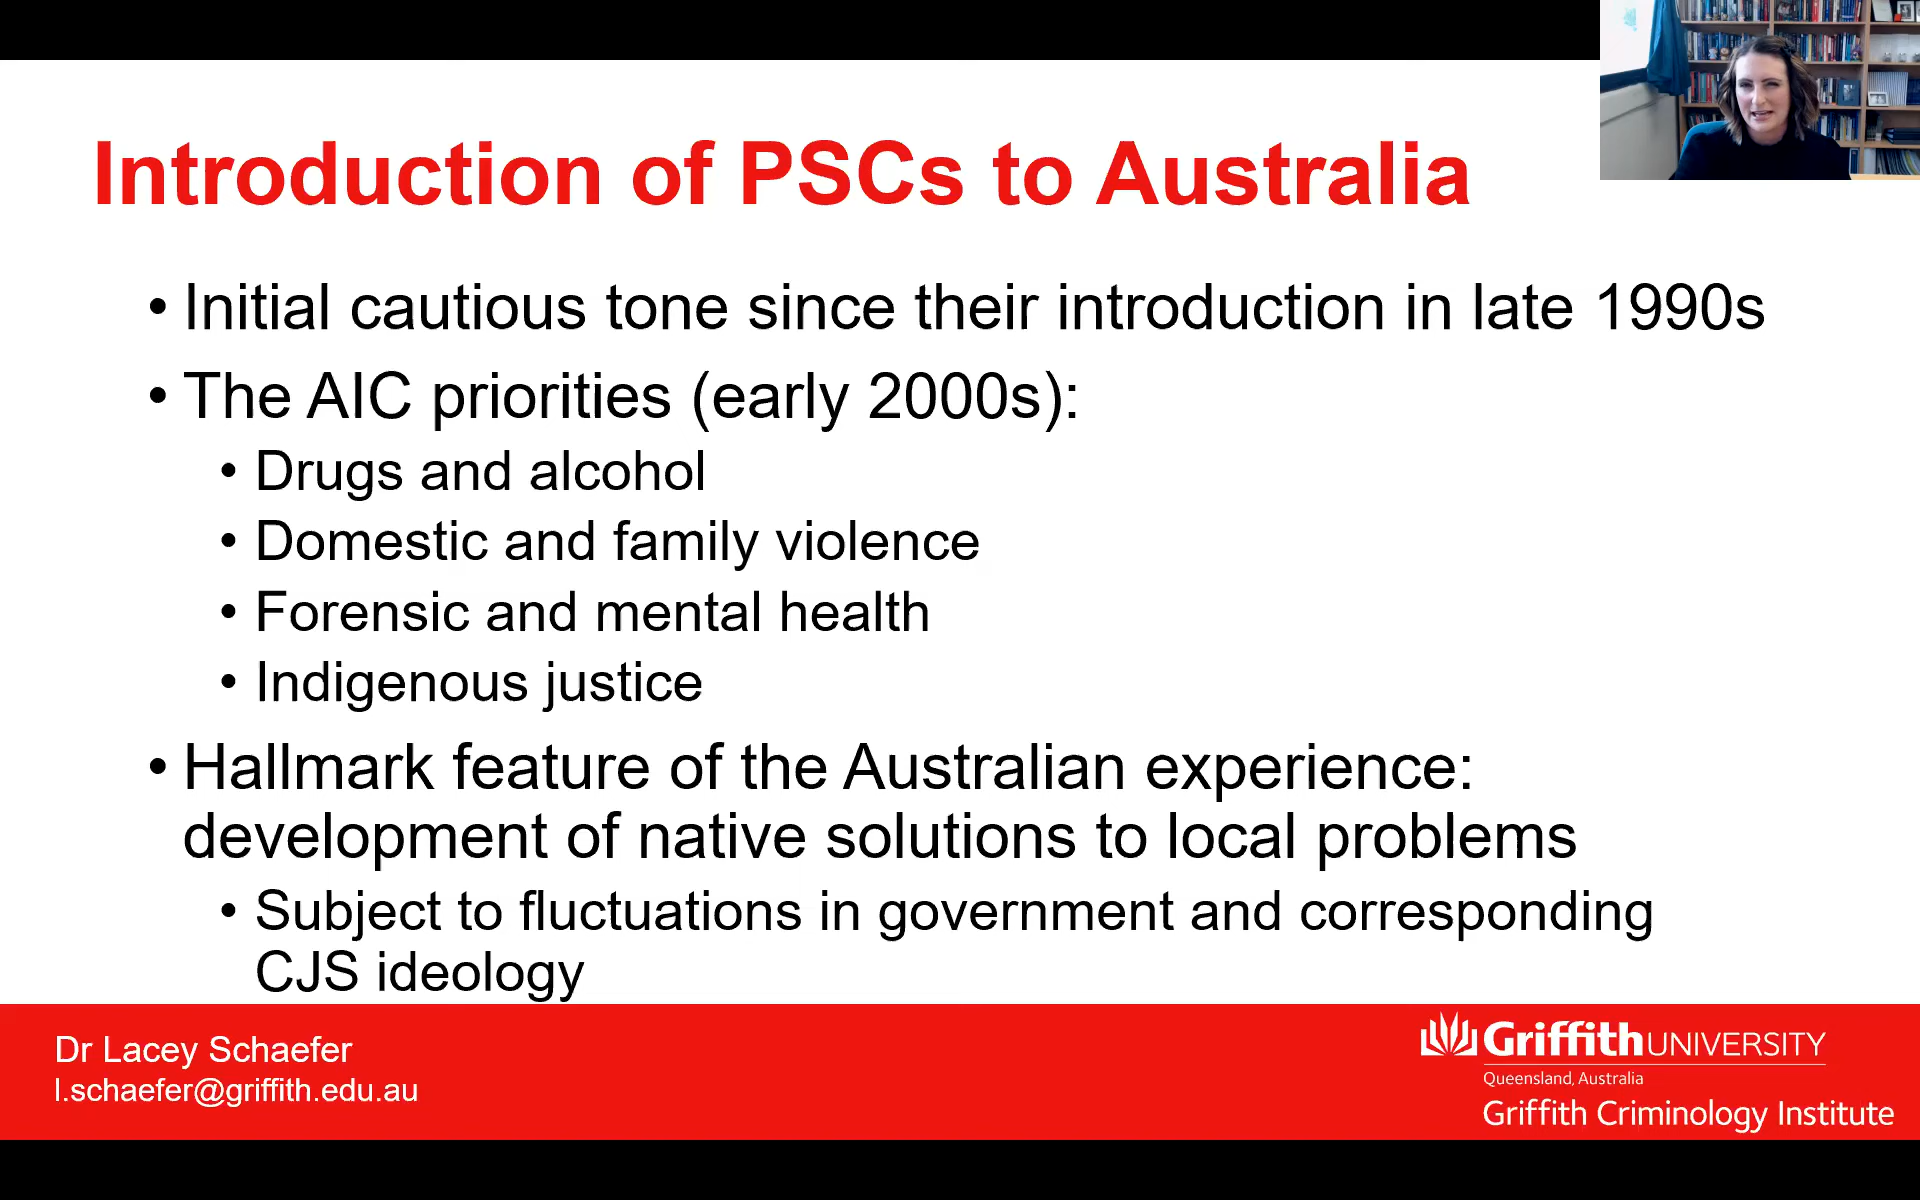 Introduction of PSCs to Australia
• Initial cautious tone since their introduction in late 1990s
• The AIC priorities (early 2000s):
• Drugs and alcohol
• Domestic and family violence
• Forensic and mental health
• Indigenous justice
• Hallmark feature of the Australian experience:
development of native solutions to local problems
• Subject to fluctuations in government and corresponding
CJS ideology
Dr Lacey Schaefer
l.schaefer@griffith.edu.au
Griffith UNIVERSITY
Queensland, Australia
Griffith Criminology Institute